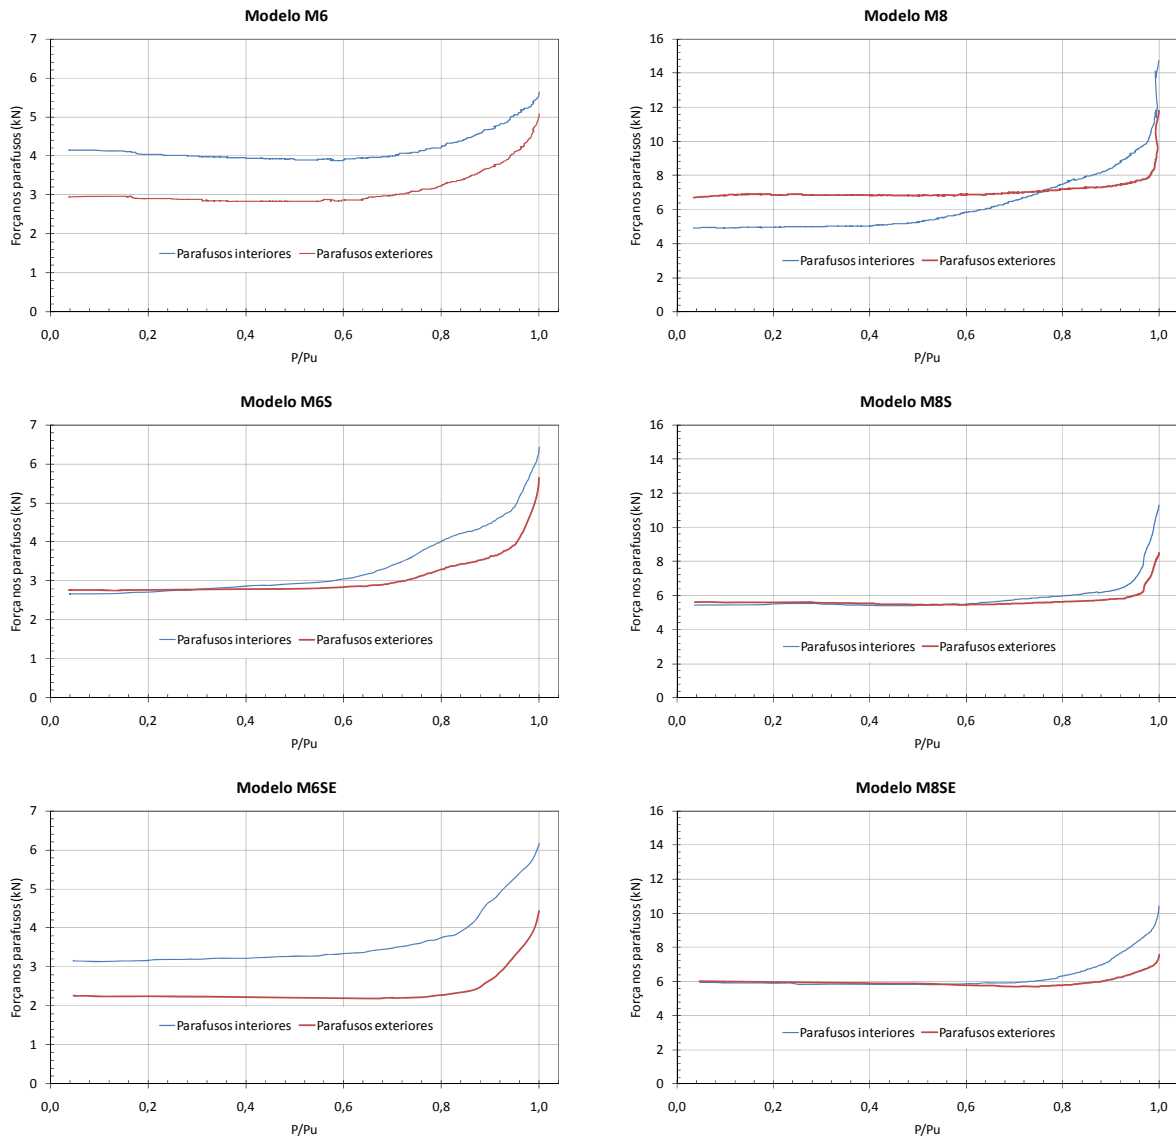 Modelo M6
Força nos parafusos (kN)
7
6
5
4
3
2
1
0
Parafusos interiores
Parafusos exteriores
0,0 0,2 0,4 0,6 0,8 1,0
P/Pu
Modelo M8
Força nos parafusos (kN)
16
14
12
10
8
6
4
2
0
Parafusos interiores
Parafusos exteriores
0,0 0,2 0,4 0,6 0,8 1,0
P/Pu
Modelo M6S
Força nos parafusos (kN)
7
6
5
4
3
2
1
0
Parafusos interiores
Parafusos exteriores
0,0 0,2 0,4 0,6 0,8 1,0
P/Pu
Modelo M8S
Força nos parafusos (kN)
16
14
12
10
8
6
4
2
0
Parafusos interiores
Parafusos exteriores
0,0 0,2 0,4 0,6 0,8 1,0
P/Pu
Modelo M6SE
Força nos parafusos (kN)
7
6
5
4
3
2
1
0
Parafusos interiores
Parafusos exteriores
0,0 0,2 0,4 0,6 0,8 1,0
P/Pu
Modelo M8SE
Força nos parafusos (kN)
16
14
12
10
8
6
4
2
0
Parafusos interiores
Parafusos exteriores
0,0 0,2 0,4 0,6 0,8 1,0
P/Pu